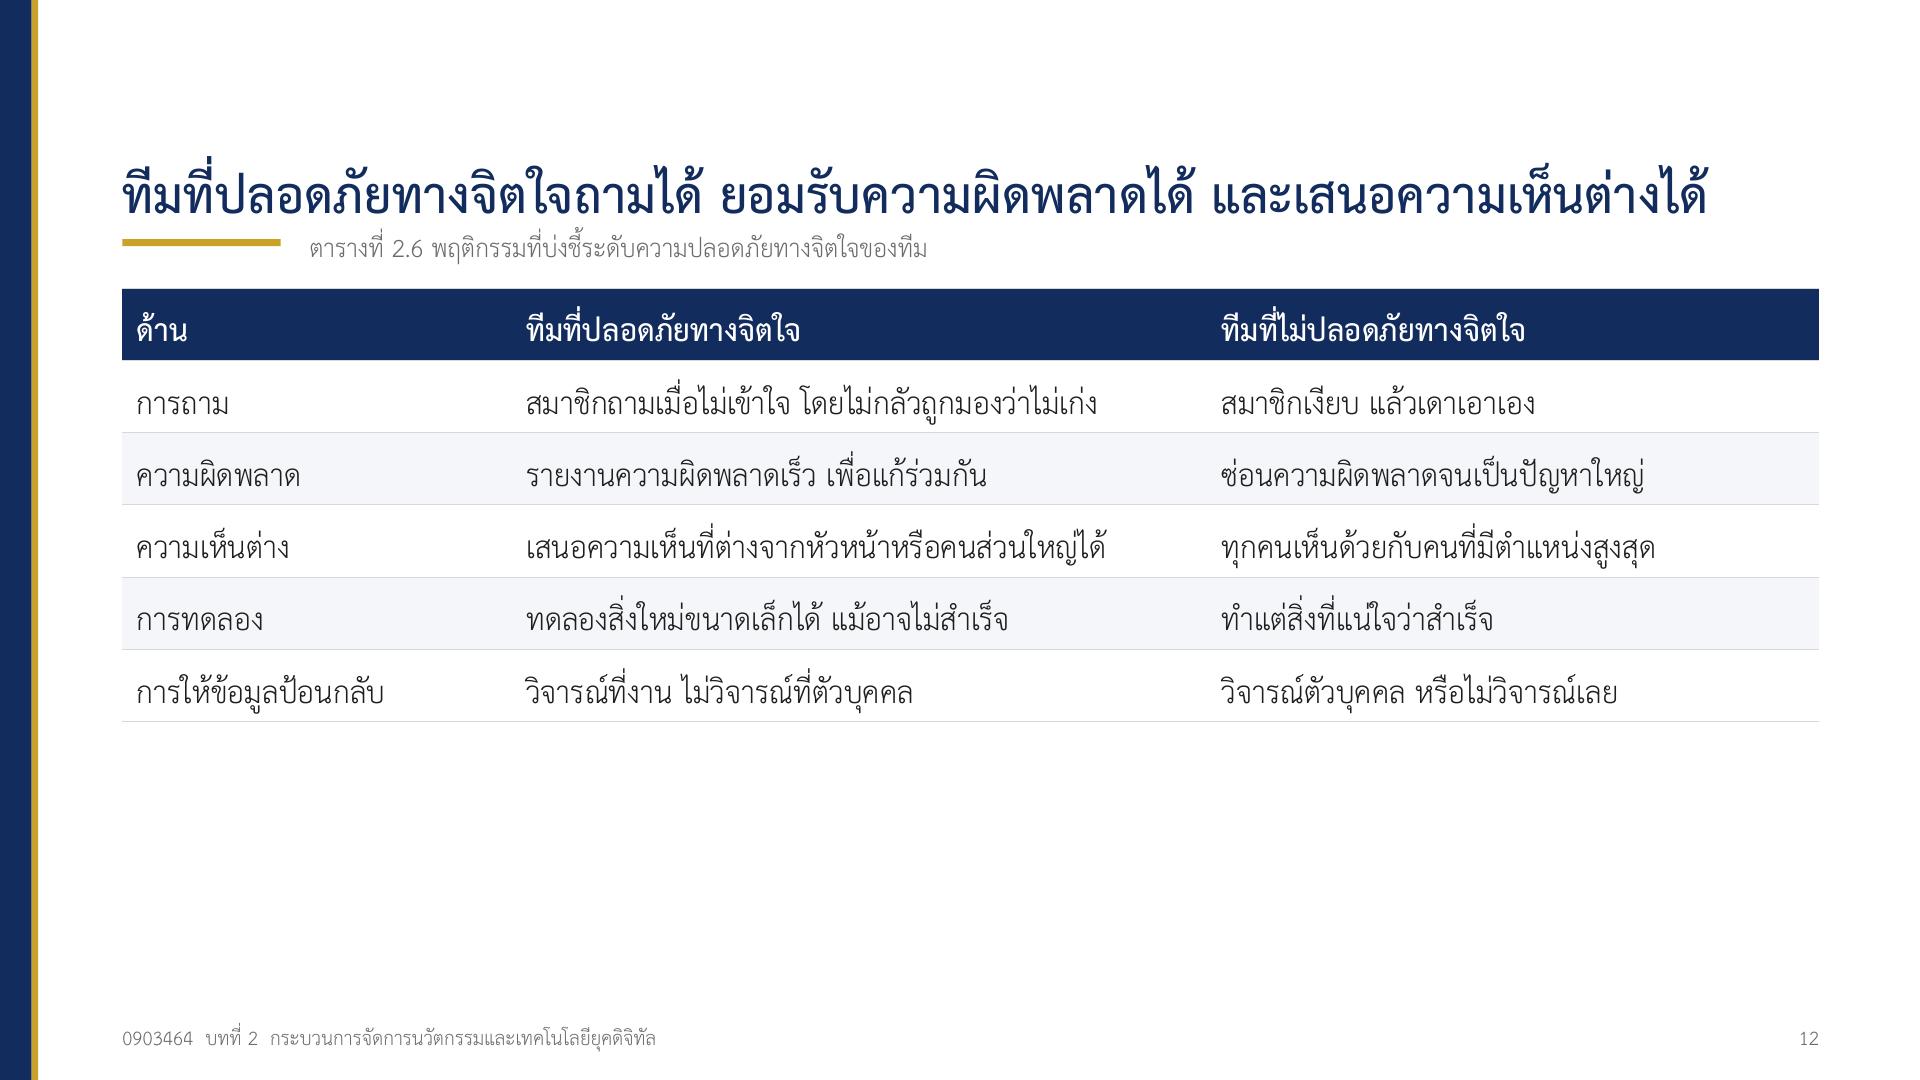 ทีมที่ปลอดภัยทางจิตใจถามได้ ยอมรับความผิดพลาดได้ และเสนอความเห็นต่างได้
ตารางที่ 2.6 พฤติกรรมที่บ่งชี้ระดับความปลอดภัยทางจิตใจของทีม
ด้าน ทีมที่ปลอดภัยทางจิตใจ ทีมที่ไม่ปลอดภัยทางจิตใจ
การถาม สมาชิกถามเมื่อไม่เข้าใจ โดยไม่กลัวถูกมองว่าไม่เก่ง สมาชิกเงียบ แล้วเดาเอาเอง
ความผิดพลาด รายงานความผิดพลาดเร็ว เพื่อแก้ร่วมกัน ซ่อนความผิดพลาดจนเป็นปัญหาใหญ่
ความเห็นต่าง เสนอความเห็นที่ต่างจากหัวหน้าหรือคนส่วนใหญ่ได้ ทุกคนเห็นด้วยกับคนที่มีตำแหน่งสูงสุด
การทดลอง ทดลองสิ่งใหม่ขนาดเล็กได้ แม้อาจไม่สำเร็จ ทำแต่สิ่งที่แน่ใจว่าสำเร็จ
การให้ข้อมูลป้อนกลับ วิจารณ์ที่งาน ไม่วิจารณ์ที่ตัวบุคคล วิจารณ์ตัวบุคคล หรือไม่วิจารณ์เลย
0903464 บทที่ 2 กระบวนการจัดการนวัตกรรมและเทคโนโลยียุคดิจิทัล 12